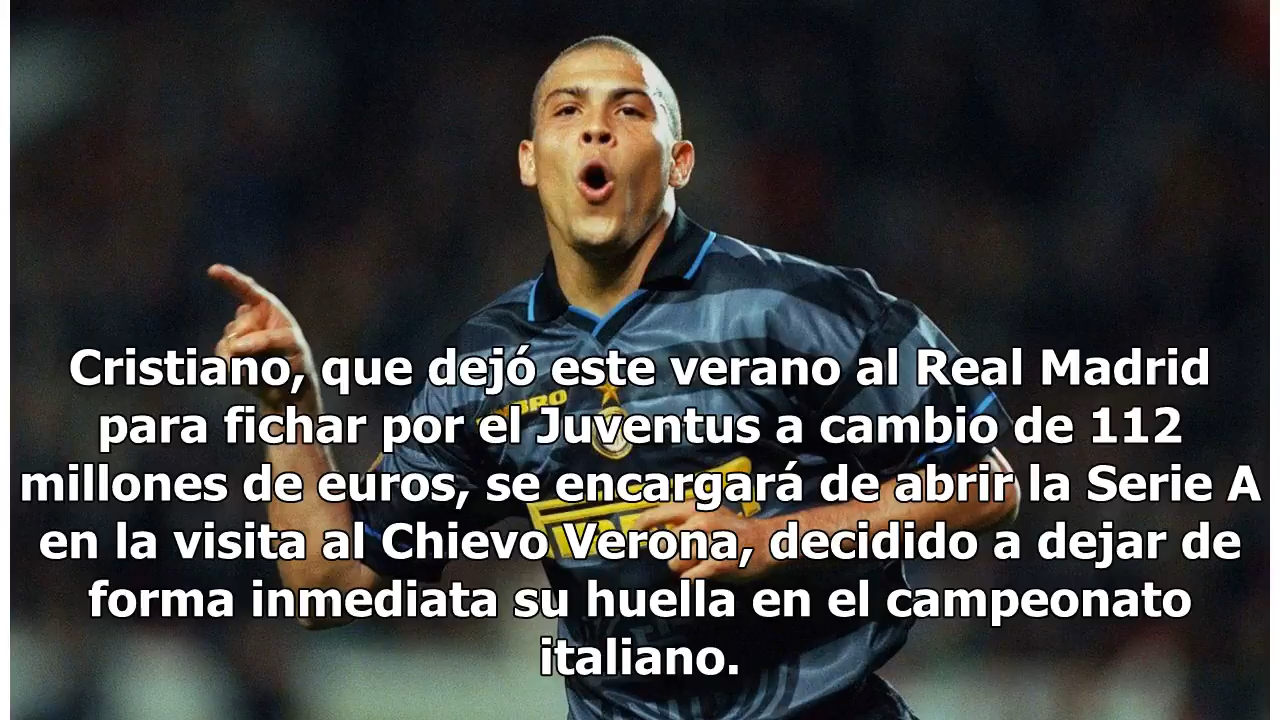 Cristiano, que dejó este verano al Real Madrid
para fichar por el Juventus a cambio de 112
millones de euros, se encargará de abrir la Serie A
en la visita al Chievo Verona, decidido a dejar de
forma inmediata su huella en el campeonato
italiano.